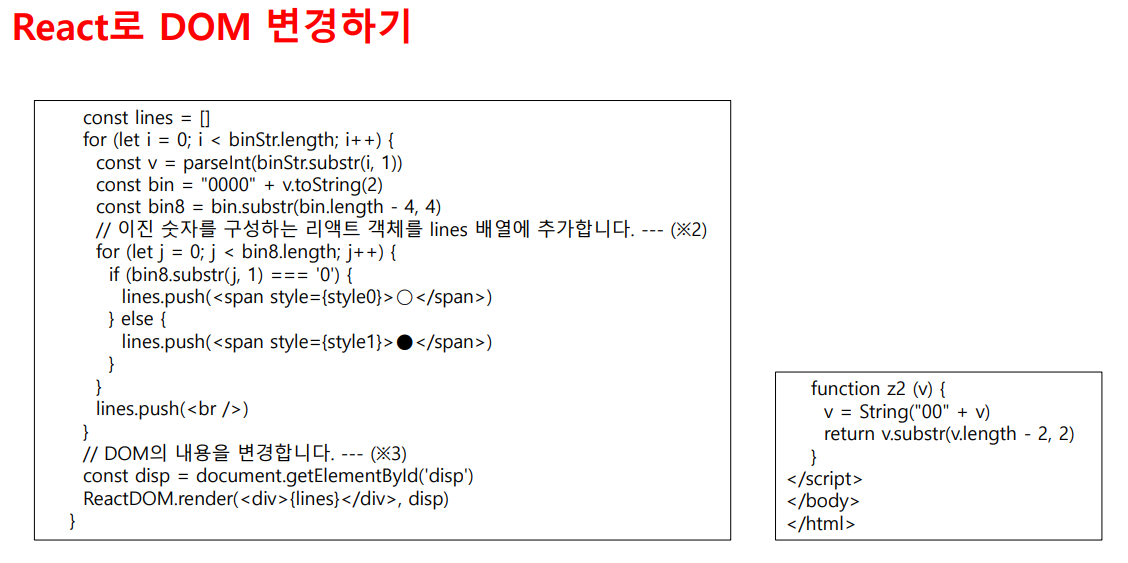 React로 DOM 변경하기
const lines = []
for (let i = 0; i < binStr.length; i++) {
const v = parseInt(binStr.substr(i, 1))
const bin = "0000" + v.toString(2)
const bin8 = bin.substr(bin.length - 4, 4)
// 이진 숫자를 구성하는 리액트 객체를 lines 배열에 추가합니다. --- (※2)
for (let j = 0; j < bin8.length; j++) {
if (bin8.substr(j, 1) === '0') {
lines.push(<span style={style0}>○</span>)
} else {
lines.push(<span style={style1}>●</span>)
}
}
lines.push(<br />)
}
// DOM의 내용을 변경합니다. --- (※3)
const disp = document.getElementById('disp')
ReactDOM.render(<div>{lines}</div>, disp)
}
function z2 (v) {
v = String("00" + v)
return v.substr(v.length - 2, 2)
}
</script>
</body>
</html>